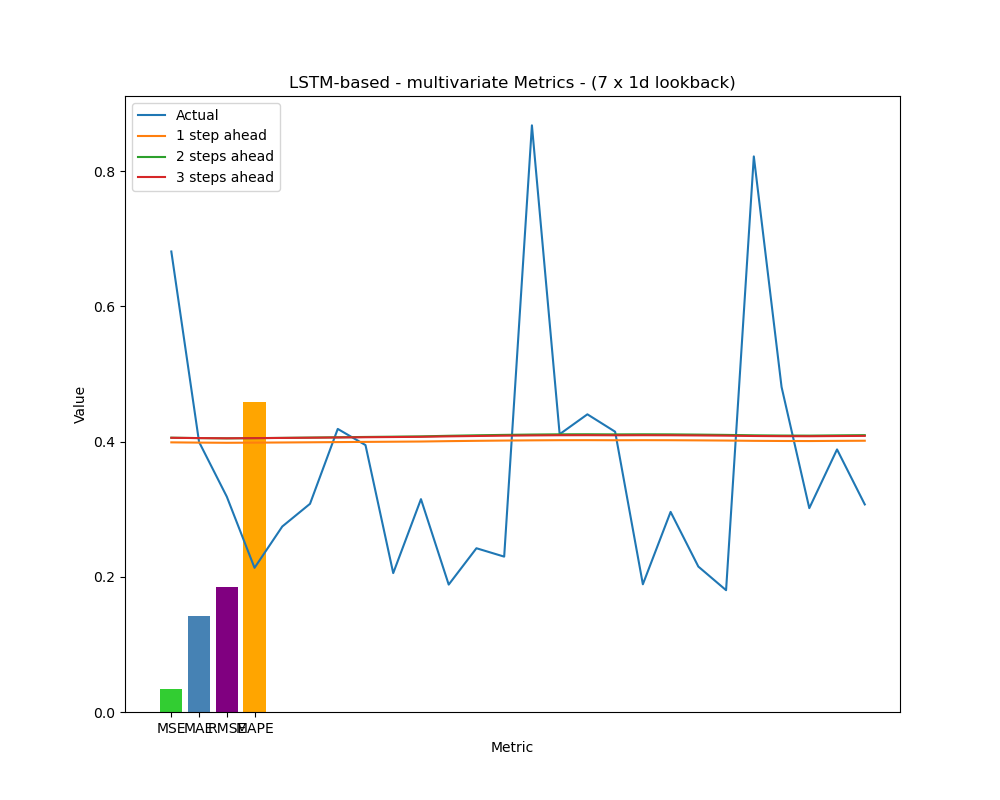 LSTM-based - multivariate Metrics - (7 x 1d lookback)
Actual
1 step ahead
2 steps ahead
3 steps ahead
0.8
0.6
0.4
0.2
0.0
Value
MSE MAE RMSE MAPE
Metric